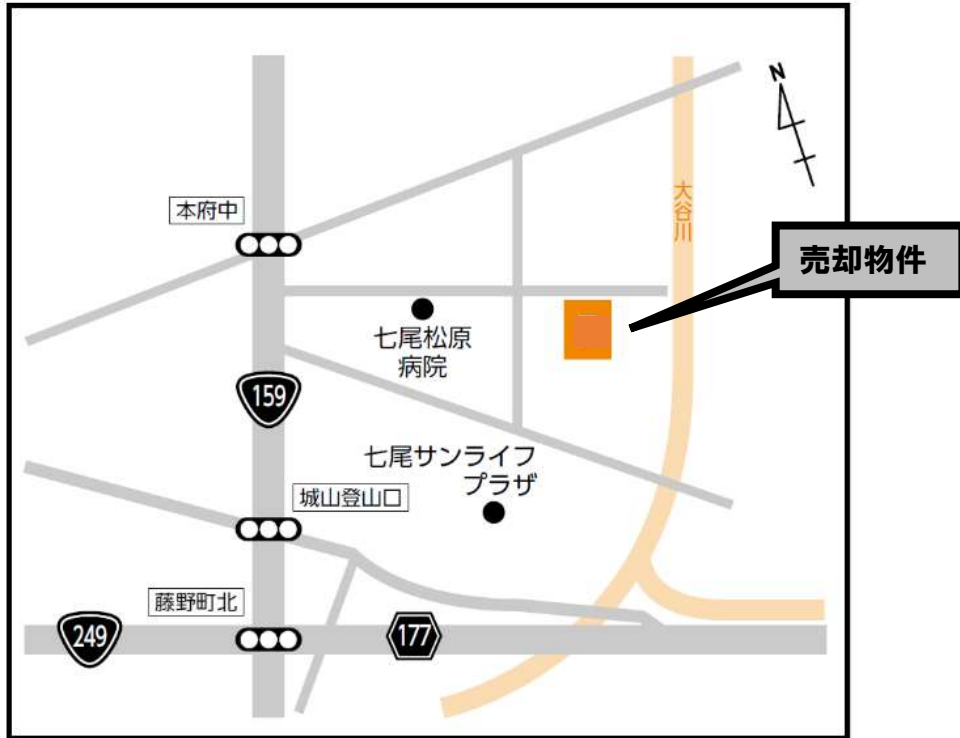 N
大谷川
本府中
売却物件
七尾松原
病院
159
七尾サンライフ
プラザ
城山登山口
藤野町北
249
177